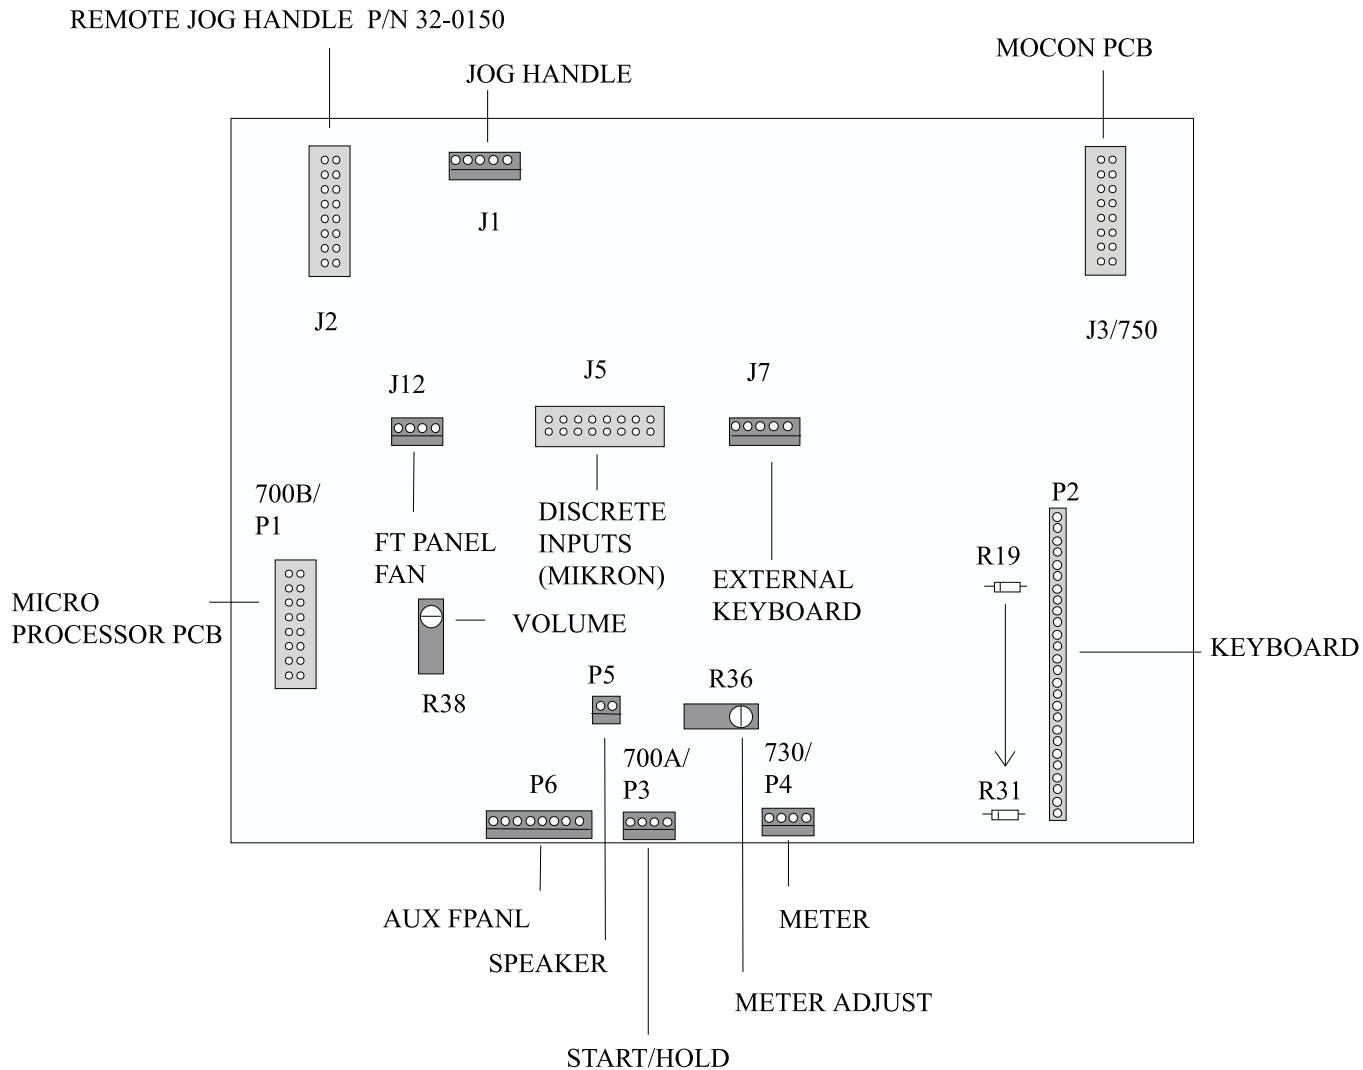 REMOTE JOG HANDLE P/N 32-0150
JOG HANDLE
MOCON PCB
J1
J2
J3/750
J12
J5
J7
700B/
P1
FT PANEL
FAN
DISCRETE
INPUTS
(MIKRON)
EXTERNAL
KEYBOARD
P2
R19
MICRO
PROCESSOR PCB
VOLUME
KEYBOARD
R38
P5
R36
P6
700A/
P3
730/
P4
R31
AUX FPANL
METER
SPEAKER
METER ADJUST
START/HOLD